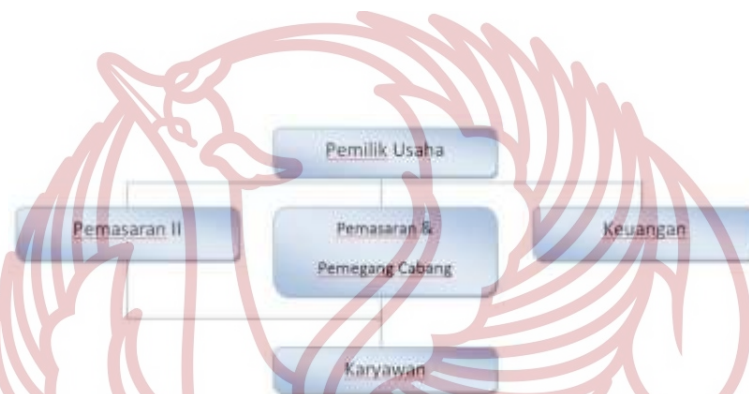 Pemilik Usaha
Pemasaran II
Pemasaran &
Pemegang Cabang
Keuangan
Karyawan